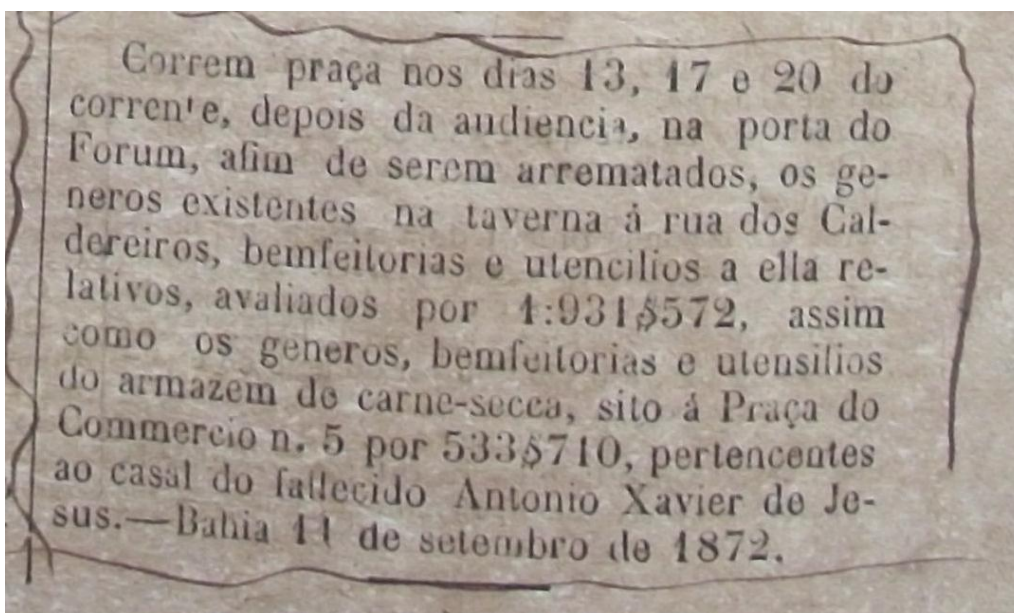 Correm praça nos dias 13, 17 e 20 do
corrente, depois da audiencia, na porta do
Forum, afim de serem arrematados, os ge-
neros existentes na taverna á rua dos Cal-
dereiros, bemfeitorias e utencilios a ella re-
lativos, avaliados por 1:931$572, assim
como os generos, bemfeitorias e utensilios
do armazem de carne-secca, sito á Praça do
Commercio n. 5 por 533$710, pertencentes
ao casal do fallecido Antonio Xavier de Je-
sus.—Bahia 11 de setembro de 1872.